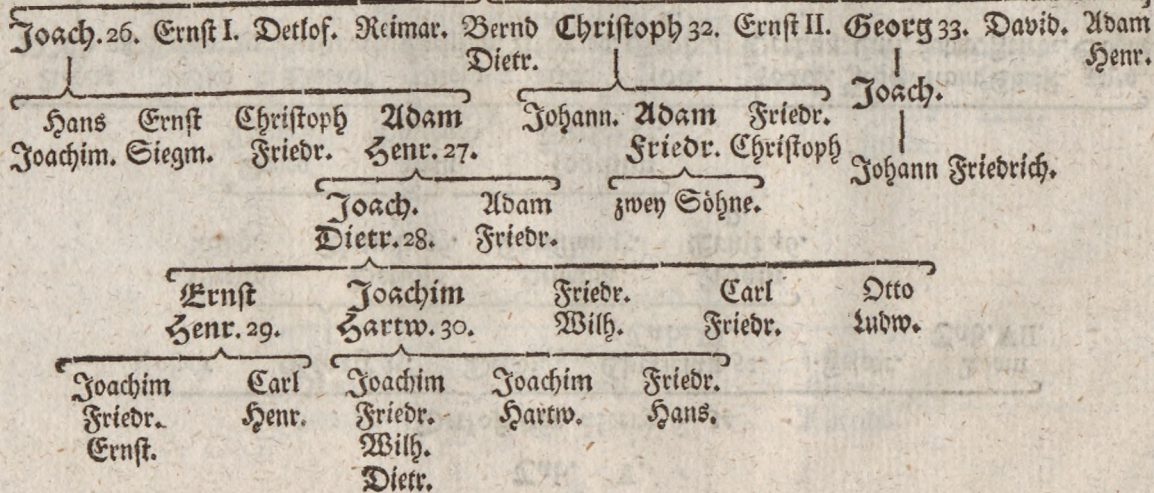 Joach. 26. Ernſt I. Detlof. Reimar. Bernd Chriſtoph 32. Ernſt II. Georg 33. David. Adam
Dietr. Henr.
Joach.
Hans Ernſt Chriſtoph Adam Johann. Adam Friedr.
Joachim. Siegm. Friedr. Henr. 27. Friedr. Chriſtoph
Johann Friedrich.
Joach. Adam zwey Söhne.
Dietr. 28. Friedr.
Ernſt Joachim Friedr. Carl Otto
Henr. 29. Hartw. 30. Wilh. Friedr. Ludw.
Joachim Carl Joachim Joachim Friedr.
Friedr. Henr. Friedr. Hartw. Hans.
Ernſt. Wilh.
Dietr.